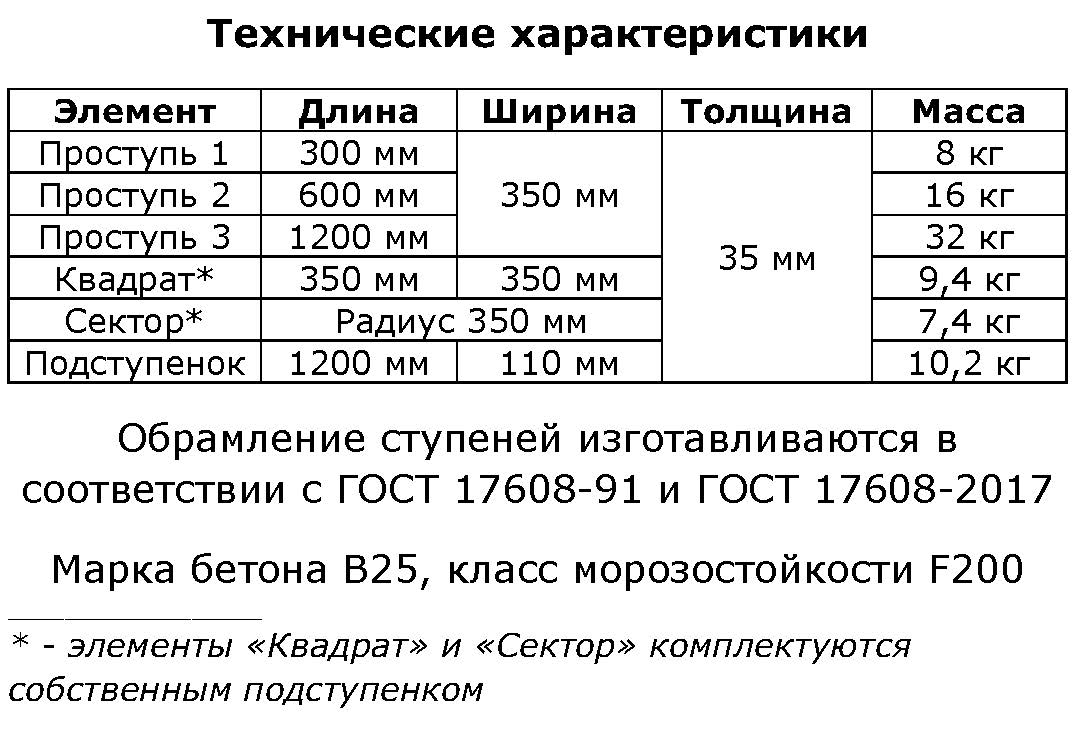 Технические характеристики
Элемент Длина Ширина Толщина Масса
Проступь 1 300 мм 8 кг
Проступь 2 600 мм 350 мм 16 кг
Проступь 3 1200 мм 32 кг
35 мм
Квадрат* 350 мм 350 мм 9,4 кг
Сектор* Радиус 350 мм 7,4 кг
Подступенок 1200 мм 110 мм 10,2 кг
Обрамление ступеней изготавливаются в
соответствии с ГОСТ 17608-91 и ГОСТ 17608-2017
Марка бетона В25, класс морозостойкости F200
* - элементы «Квадрат» и «Сектор» комплектуются
собственным подступенком